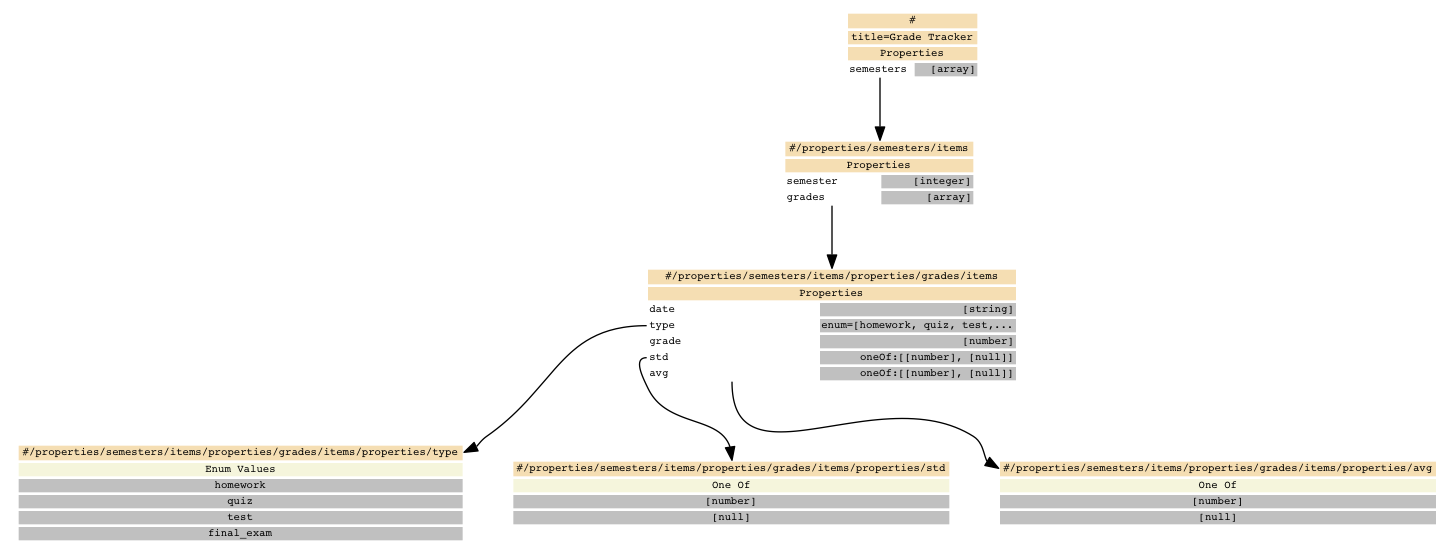 #
title=Grade Tracker
Properties
semesters [array]
#/properties/semesters/items
Properties
semester [integer]
grades [array]
#/properties/semesters/items/properties/grades/items
Properties
date [string]
type enum=[homework, quiz, test,...
grade [number]
std oneOf:[[number], [null]]
avg oneOf:[[number], [null]]
#/properties/semesters/items/properties/grades/items/properties/type
Enum Values
homework
quiz
test
final_exam
#/properties/semesters/items/properties/grades/items/properties/std
One Of
[number]
[null]
#/properties/semesters/items/properties/grades/items/properties/avg
One Of
[number]
[null]